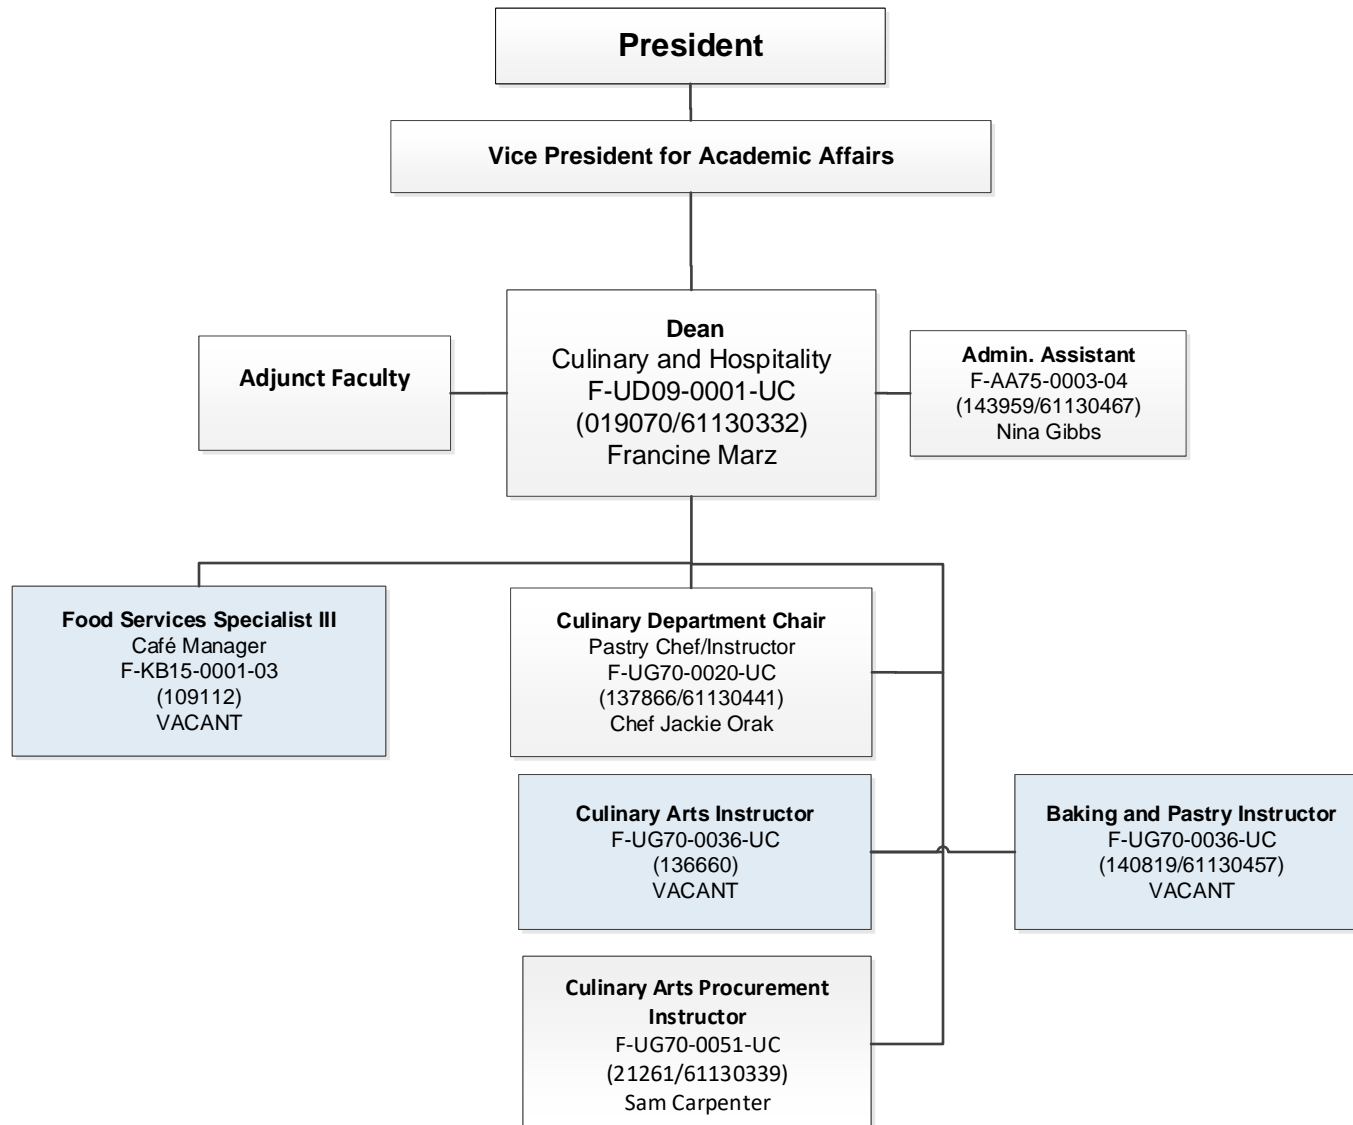 President
Vice President for Academic Affairs
Adjunct Faculty
Dean
Culinary and Hospitality
F-UD09-0001-UC
(019070/61130332)
Francine Marz
Admin. Assistant
F-AA75-0003-04
(143959/61130467)
Nina Gibbs
Food Services Specialist III
Café Manager
F-KB15-0001-03
(109112)
VACANT
Culinary Department Chair
Pastry Chef/Instructor
F-UG70-0020-UC
(137866/61130441)
Chef Jackie Orak
Culinary Arts Instructor
F-UG70-0036-UC
(136660)
VACANT
Baking and Pastry Instructor
F-UG70-0036-UC
(140819/61130457)
VACANT
Culinary Arts Procurement
Instructor
F-UG70-0051-UC
(21261/61130339)
Sam Carpenter